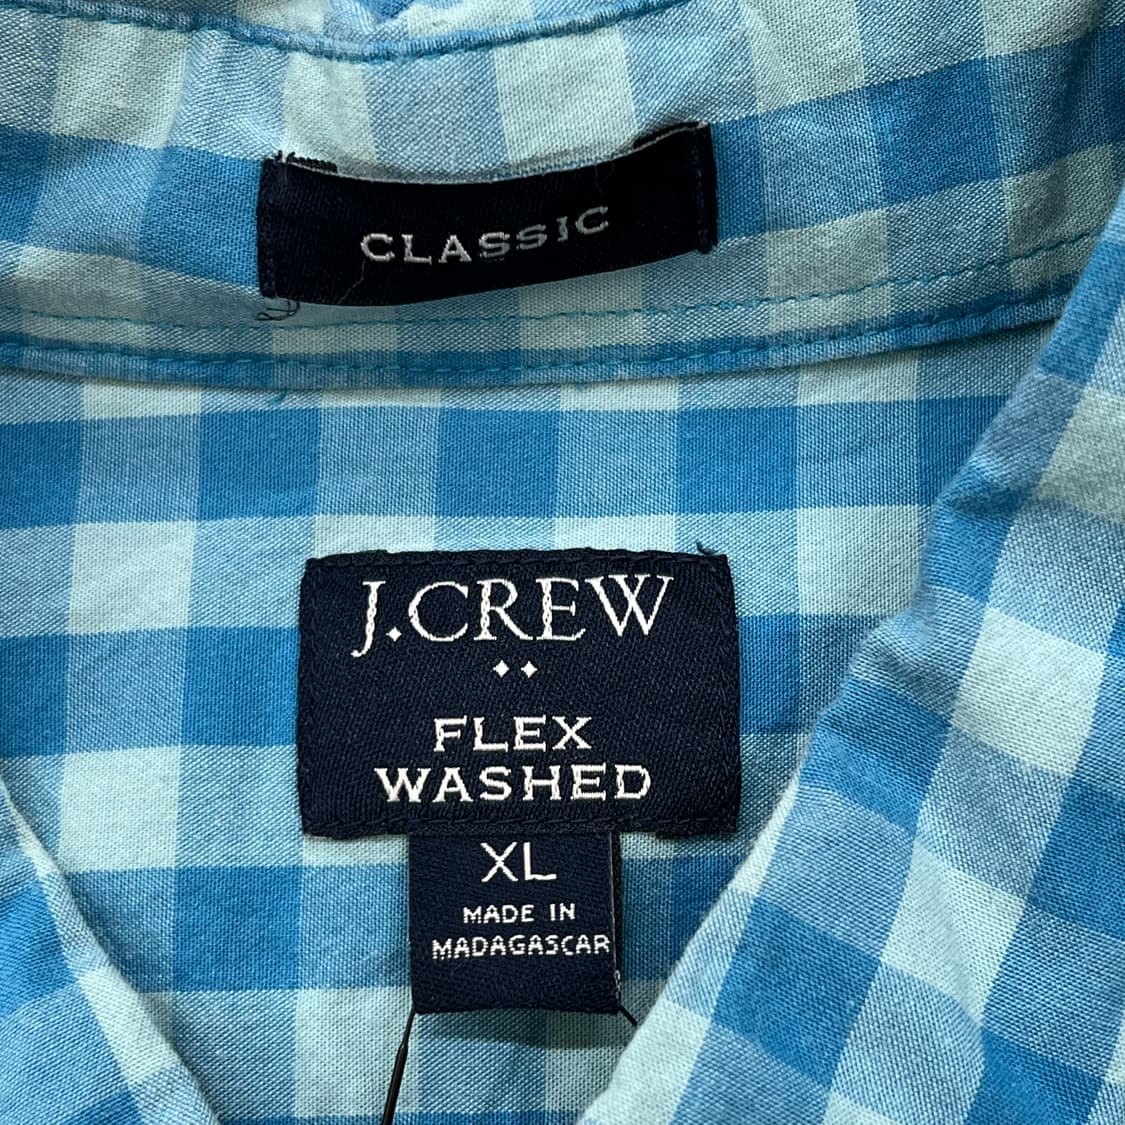 CLASSIC
J.CREW
FLEX
WASHED
XL
MADE IN
MADAGASCAR